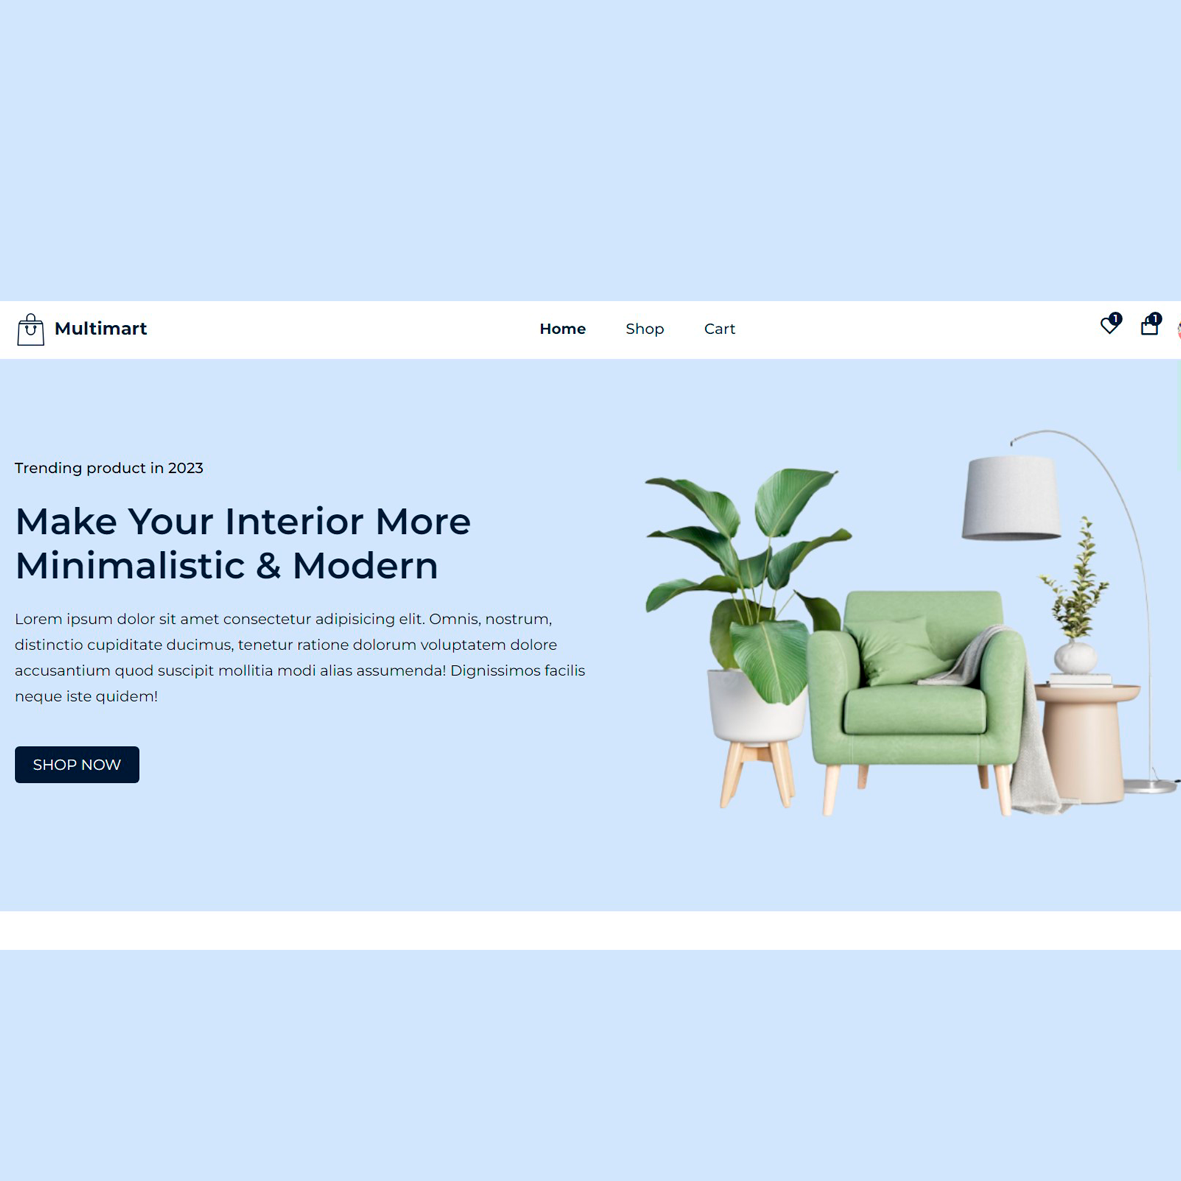 Multimart
Home Shop Cart
1 1
Trending product in 2023
Make Your Interior More
Minimalistic & Modern
Lorem ipsum dolor sit amet consectetur adipisicing elit. Omnis, nostrum,
distinctio cupiditate ducimus, tenetur ratione dolorum voluptatem dolore
accusantium quod suscipit mollitia modi alias assumenda! Dignissimos facilis
neque iste quidem!
SHOP NOW